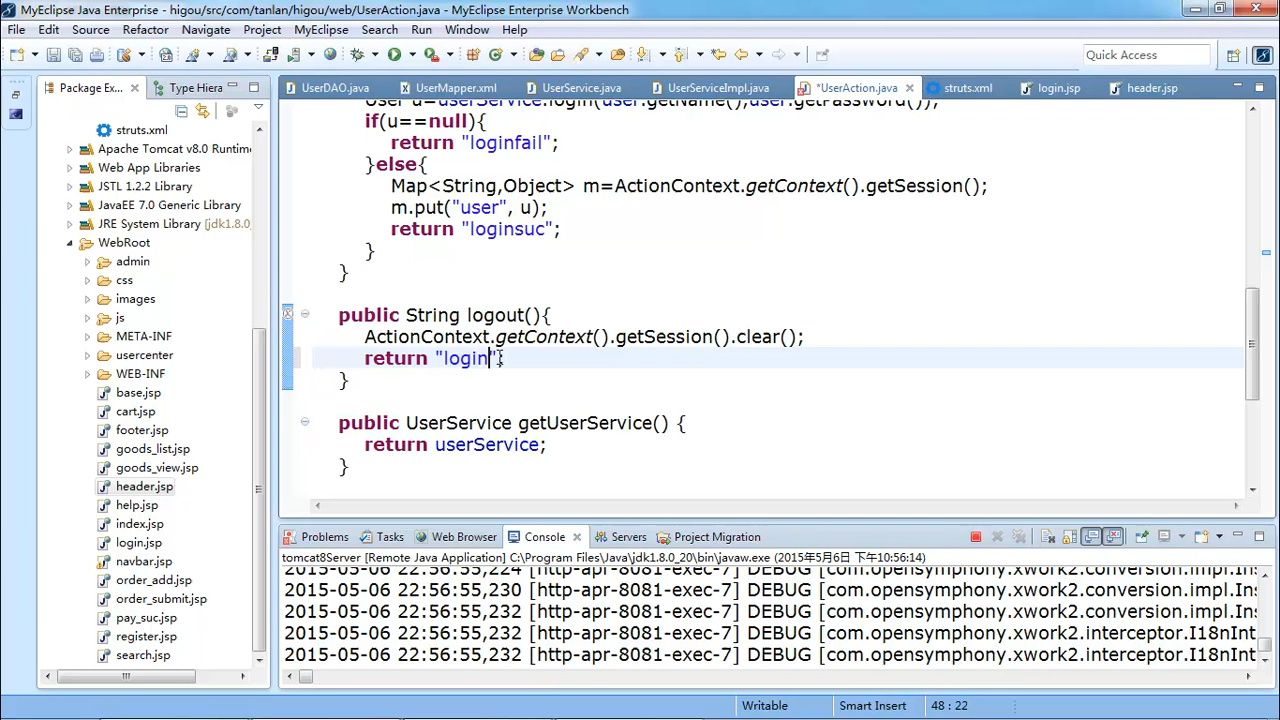 MyEclipse Java Enterprise - higou/src/com/tanlan/higou/web/UserAction.java - MyEclipse Enterprise Workbench
File Edit Source Refactor Navigate Project MyEclipse Search Run Window Help
Quick Access
Package Ex... Type Hiera
UserDAO.java UserMapper.xml UserService.java UserServiceImpl.java *UserAction.java struts.xml login.jsp header.jsp
struts.xml
Apache Tomcat v8.0 Runtime
Web App Libraries
JSTL 1.2.2 Library
JavaEE 7.0 Generic Library
JRE System Library [jdk1.8.0
WebRoot
admin
css
images
js
META-INF
usercenter
WEB-INF
base.jsp
cart.jsp
footer.jsp
goods_list.jsp
goods_view.jsp
header.jsp
help.jsp
index.jsp
login.jsp
navbar.jsp
order_add.jsp
order_submit.jsp
pay_suc.jsp
register.jsp
search.jsp
User u=userService.login(user.getName(),user.getPassword());
if(u==null){
return "loginfail";
}else{
Map<String,Object> m=ActionContext.getContext().getSession();
m.put("user", u);
return "loginsuc";
}
}
public String logout(){
ActionContext.getContext().getSession().clear();
return "login";
}
public UserService getUserService() {
return userService;
}
Problems Tasks Web Browser Console Servers Project Migration
tomcat8Server [Remote Java Application] C:\Program Files\Java\jdk1.8.0_20\bin\javaw.exe (2015年5月6日 下午10:56:14)
2015-05-06 22:56:55,224 [http-apr-8081-exec-7] DEBUG [com.opensymphony.xwork2.conversion.impl.Ins
2015-05-06 22:56:55,230 [http-apr-8081-exec-7] DEBUG [com.opensymphony.xwork2.conversion.impl.Ins
2015-05-06 22:56:55,232 [http-apr-8081-exec-7] DEBUG [com.opensymphony.xwork2.interceptor.I18nInt
2015-05-06 22:56:55,232 [http-apr-8081-exec-7] DEBUG [com.opensymphony.xwork2.interceptor.I18nInt
Writable Smart Insert 48 : 22